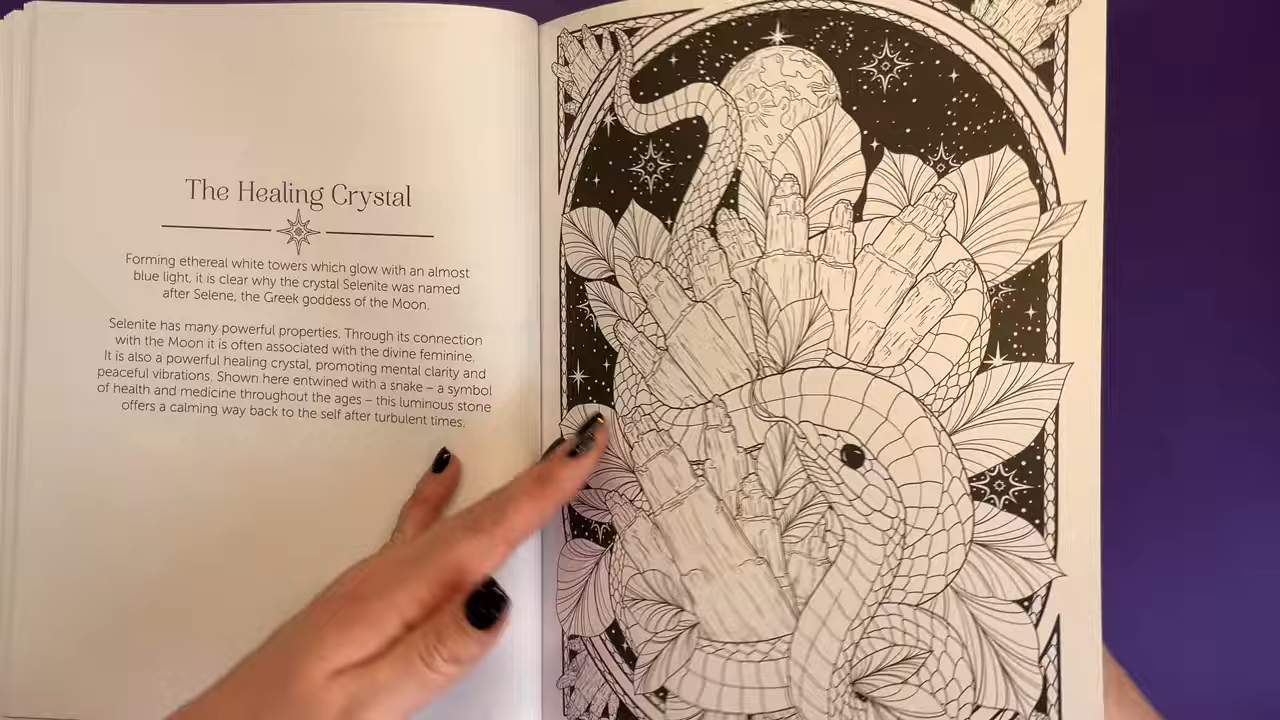 The Healing Crystal
Forming ethereal white towers which glow with an almost
blue light, it is clear why the crystal Selenite was named
after Selene, the Greek goddess of the Moon.
Selenite has many powerful properties. Through its connection
with the Moon it is often associated with the divine feminine.
It is also a powerful healing crystal, promoting mental clarity and
peaceful vibrations. Shown here entwined with a snake – a symbol
of health and medicine throughout the ages – this luminous stone
offers a calming way back to the self after turbulent times.